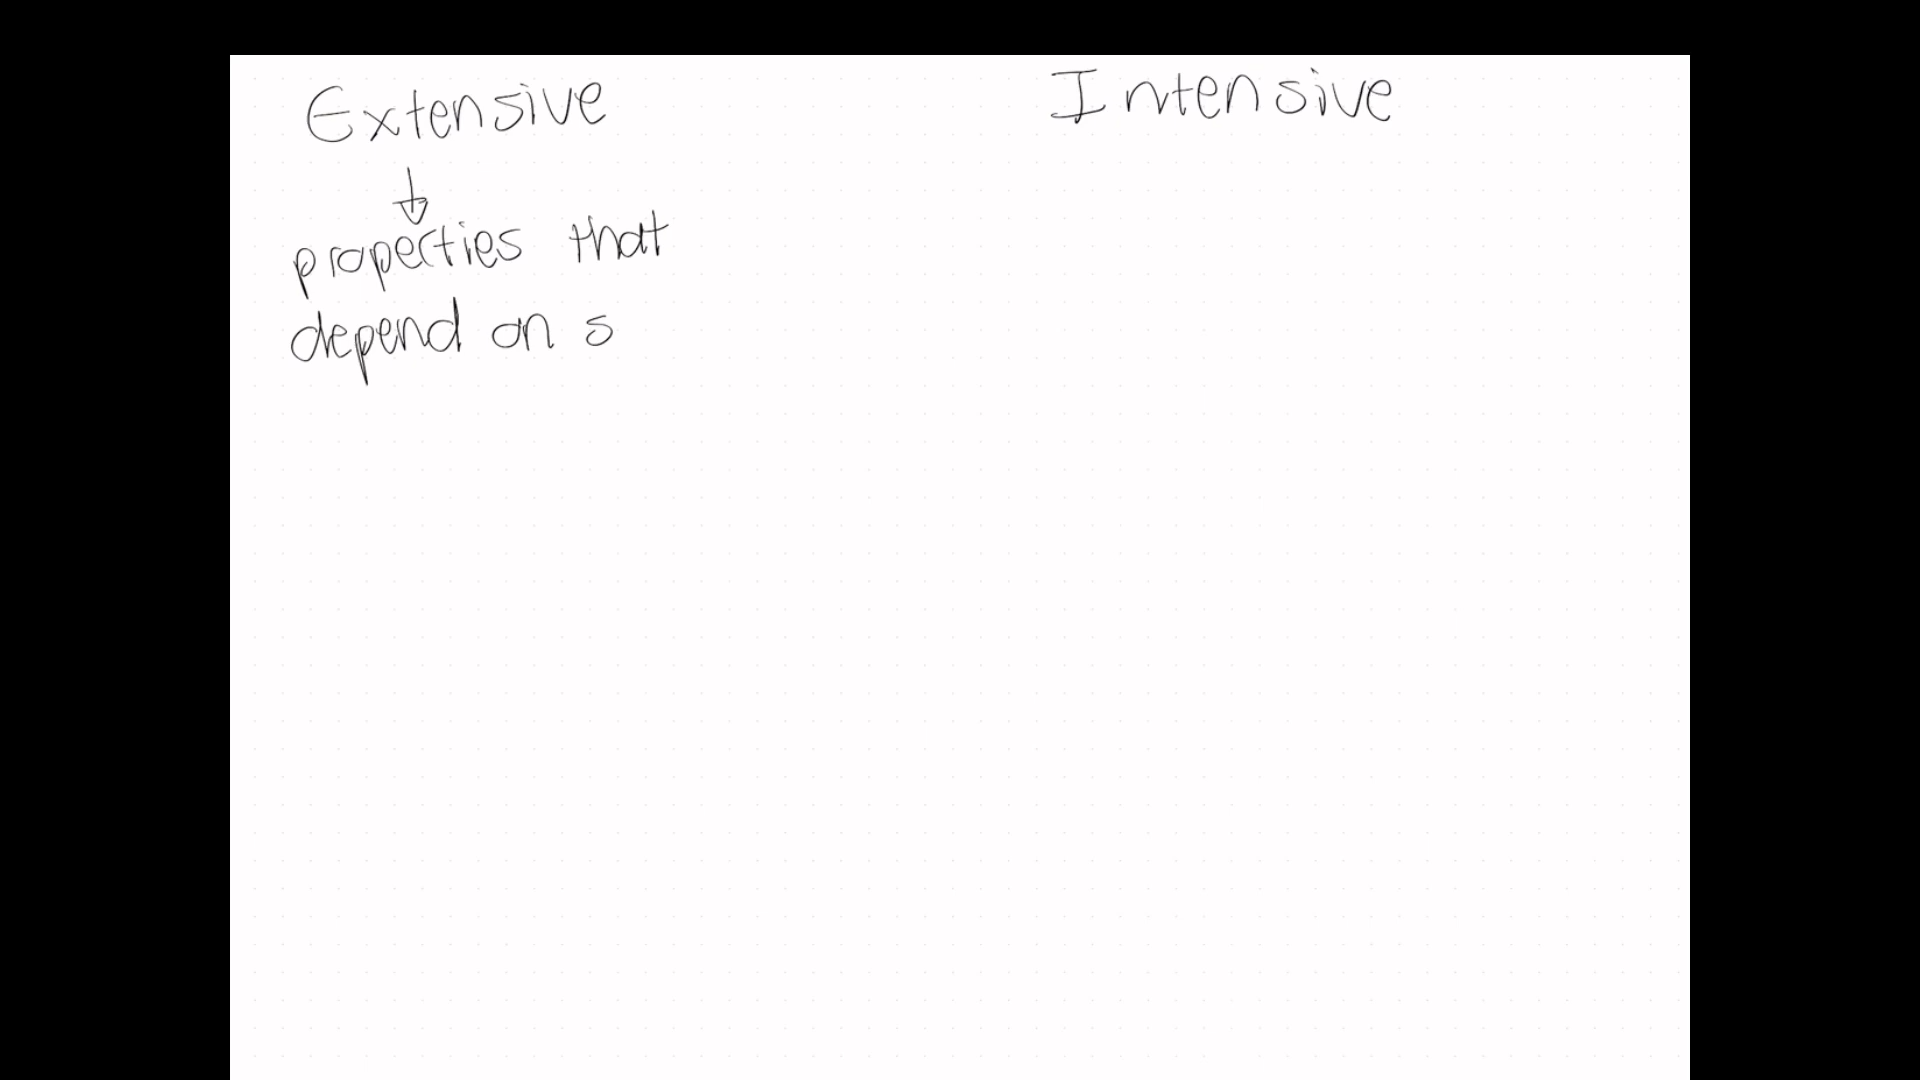 Extensive
Intensive
properties that
depend on s